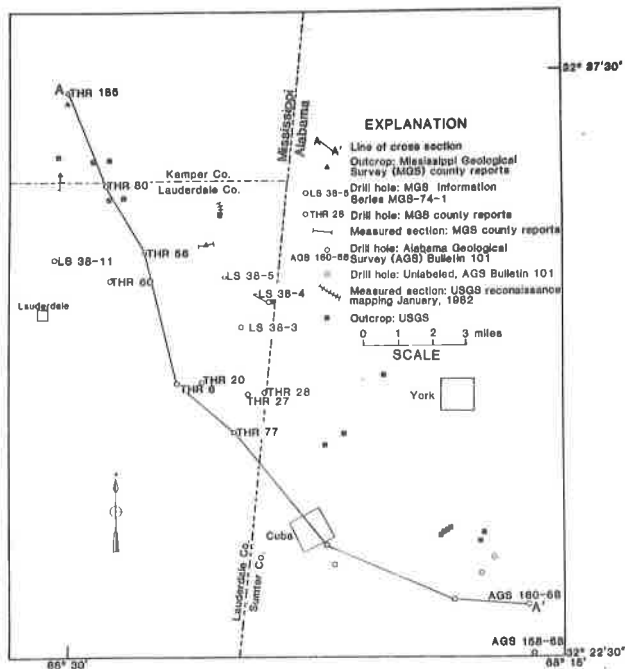 32° 37'30"
A THR 186
Mississippi
Alabama
EXPLANATION
A A' Line of cross section
Outcrop: Mississippi Geological
Survey (MGS) county reports
LS 38-5 Drill hole: MGS Information
Series MGS-74-1
THR 28 Drill hole: MGS county reports
Measured section: MGS county reports
Drill hole: Alabama Geological
AGS 160-68 Survey (AGS) Bulletin 101
Drill hole: Unlabeled, AGS Bulletin 101
Measured section: USGS reconaissance
mapping January, 1982
Outcrop: USGS
0 1 2 3 miles
SCALE
Kemper Co.
THR 80
Lauderdale Co.
THR 56
LS 38-11
THR 60
LS 38-5
LS 38-4
Lauderdale
LS 38-3
THR 20
THR 6
THR 28
THR 27
York
THR 77
Cuba
Lauderdale Co.
Sumter Co.
AGS 160-68
A'
AGS 158-68
32° 22'30"
88° 30'
88° 15'